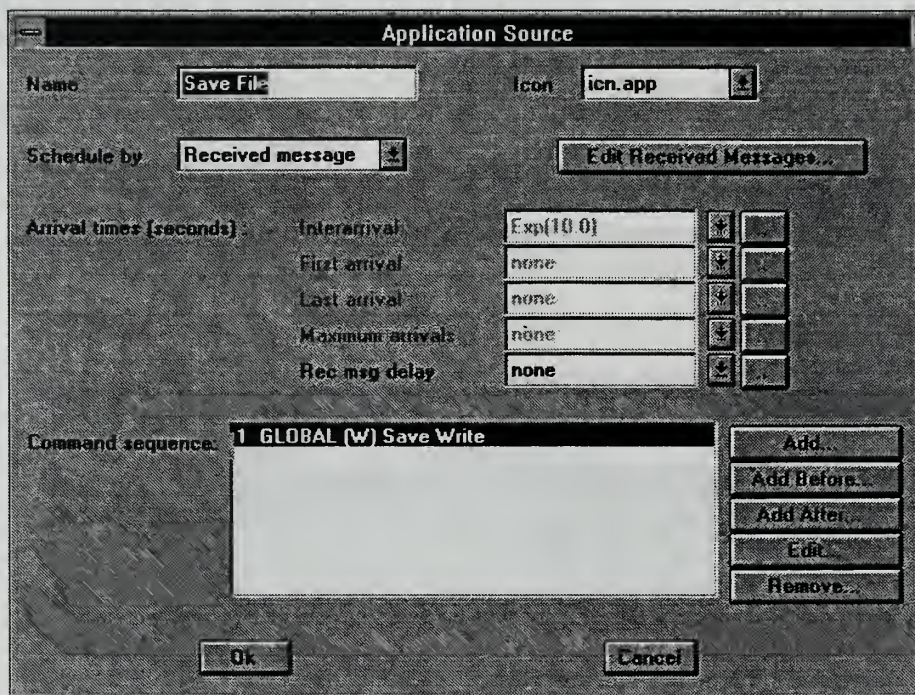 Application Source
Name Save File Icon icn.app
Schedule by Received message Edit Received Messages...
Arrival times (seconds) : Interarrival Exp(10.0)
First arrival none
Last arrival none
Maximum arrivals none
Rec msg delay none
Command sequence: 1 GLOBAL (W) Save Write
Add...
Add Before...
Add After...
Edit...
Remove...
Ok Cancel